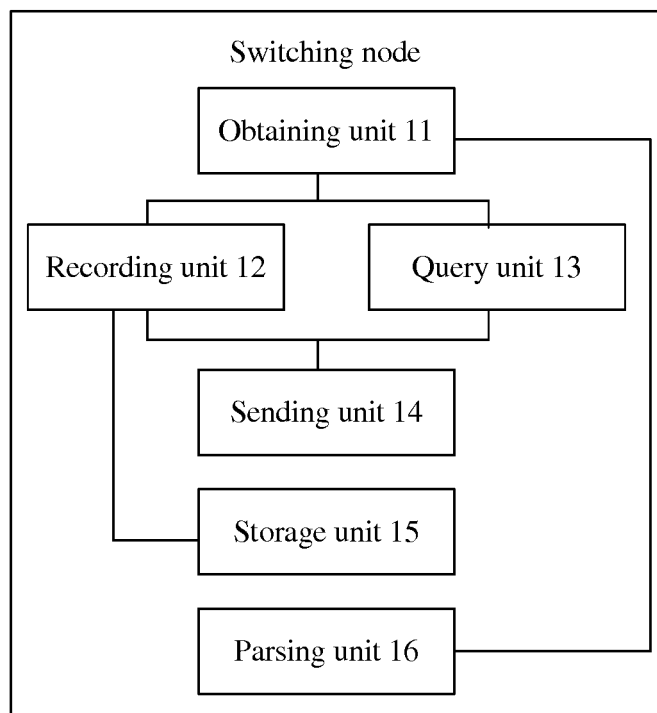 Switching node
Obtaining unit 11
Recording unit 12
Query unit 13
Sending unit 14
Storage unit 15
Parsing unit 16